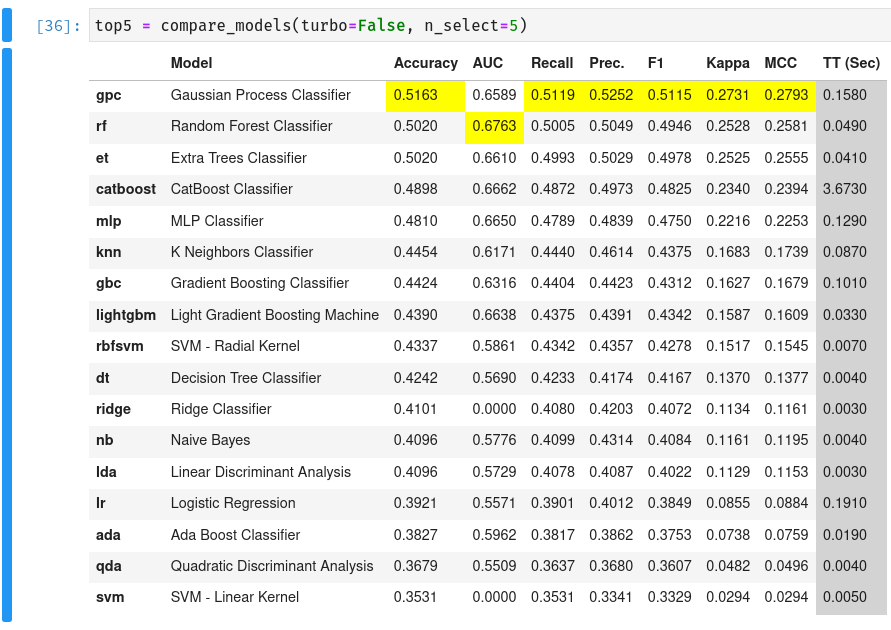 [36]: top5 = compare_models(turbo=False, n_select=5)
Model Accuracy AUC Recall Prec. F1 Kappa MCC TT (Sec)
gpc Gaussian Process Classifier 0.5163 0.6589 0.5119 0.5252 0.5115 0.2731 0.2793 0.1580
rf Random Forest Classifier 0.5020 0.6763 0.5005 0.5049 0.4946 0.2528 0.2581 0.0490
et Extra Trees Classifier 0.5020 0.6610 0.4993 0.5029 0.4978 0.2525 0.2555 0.0410
catboost CatBoost Classifier 0.4898 0.6662 0.4872 0.4973 0.4825 0.2340 0.2394 3.6730
mlp MLP Classifier 0.4810 0.6650 0.4789 0.4839 0.4750 0.2216 0.2253 0.1290
knn K Neighbors Classifier 0.4454 0.6171 0.4440 0.4614 0.4375 0.1683 0.1739 0.0870
gbc Gradient Boosting Classifier 0.4424 0.6316 0.4404 0.4423 0.4312 0.1627 0.1679 0.1010
lightgbm Light Gradient Boosting Machine 0.4390 0.6638 0.4375 0.4391 0.4342 0.1587 0.1609 0.0330
rbfsvm SVM - Radial Kernel 0.4337 0.5861 0.4342 0.4357 0.4278 0.1517 0.1545 0.0070
dt Decision Tree Classifier 0.4242 0.5690 0.4233 0.4174 0.4167 0.1370 0.1377 0.0040
ridge Ridge Classifier 0.4101 0.0000 0.4080 0.4203 0.4072 0.1134 0.1161 0.0030
nb Naive Bayes 0.4096 0.5776 0.4099 0.4314 0.4084 0.1161 0.1195 0.0040
lda Linear Discriminant Analysis 0.4096 0.5729 0.4078 0.4087 0.4022 0.1129 0.1153 0.0030
lr Logistic Regression 0.3921 0.5571 0.3901 0.4012 0.3849 0.0855 0.0884 0.1910
ada Ada Boost Classifier 0.3827 0.5962 0.3817 0.3862 0.3753 0.0738 0.0759 0.0190
qda Quadratic Discriminant Analysis 0.3679 0.5509 0.3637 0.3680 0.3607 0.0482 0.0496 0.0040
svm SVM - Linear Kernel 0.3531 0.0000 0.3531 0.3341 0.3329 0.0294 0.0294 0.0050